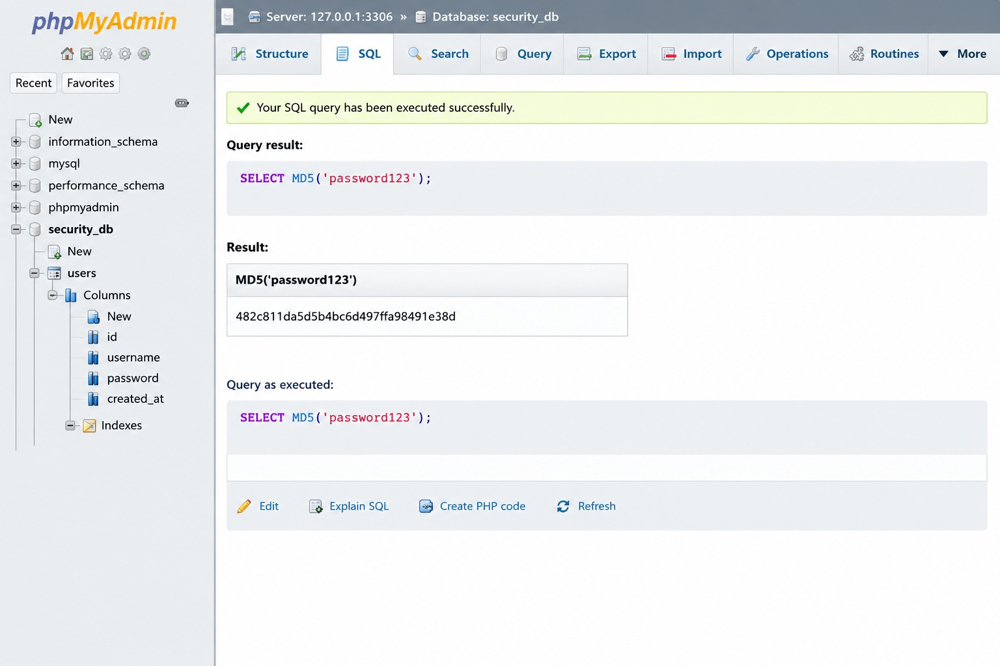 phpMyAdmin
Recent Favorites
New
information_schema
mysql
performance_schema
phpmyadmin
security_db
New
users
Columns
New
id
username
password
created_at
Indexes
Server: 127.0.0.1:3306 » Database: security_db
Structure SQL Search Query Export Import Operations Routines More
Your SQL query has been executed successfully.
Query result:
SELECT MD5('password123');
Result:
MD5('password123')
482c811da5d5b4bc6d497ffa98491e38d
Query as executed:
SELECT MD5('password123');
Edit Explain SQL Create PHP code Refresh